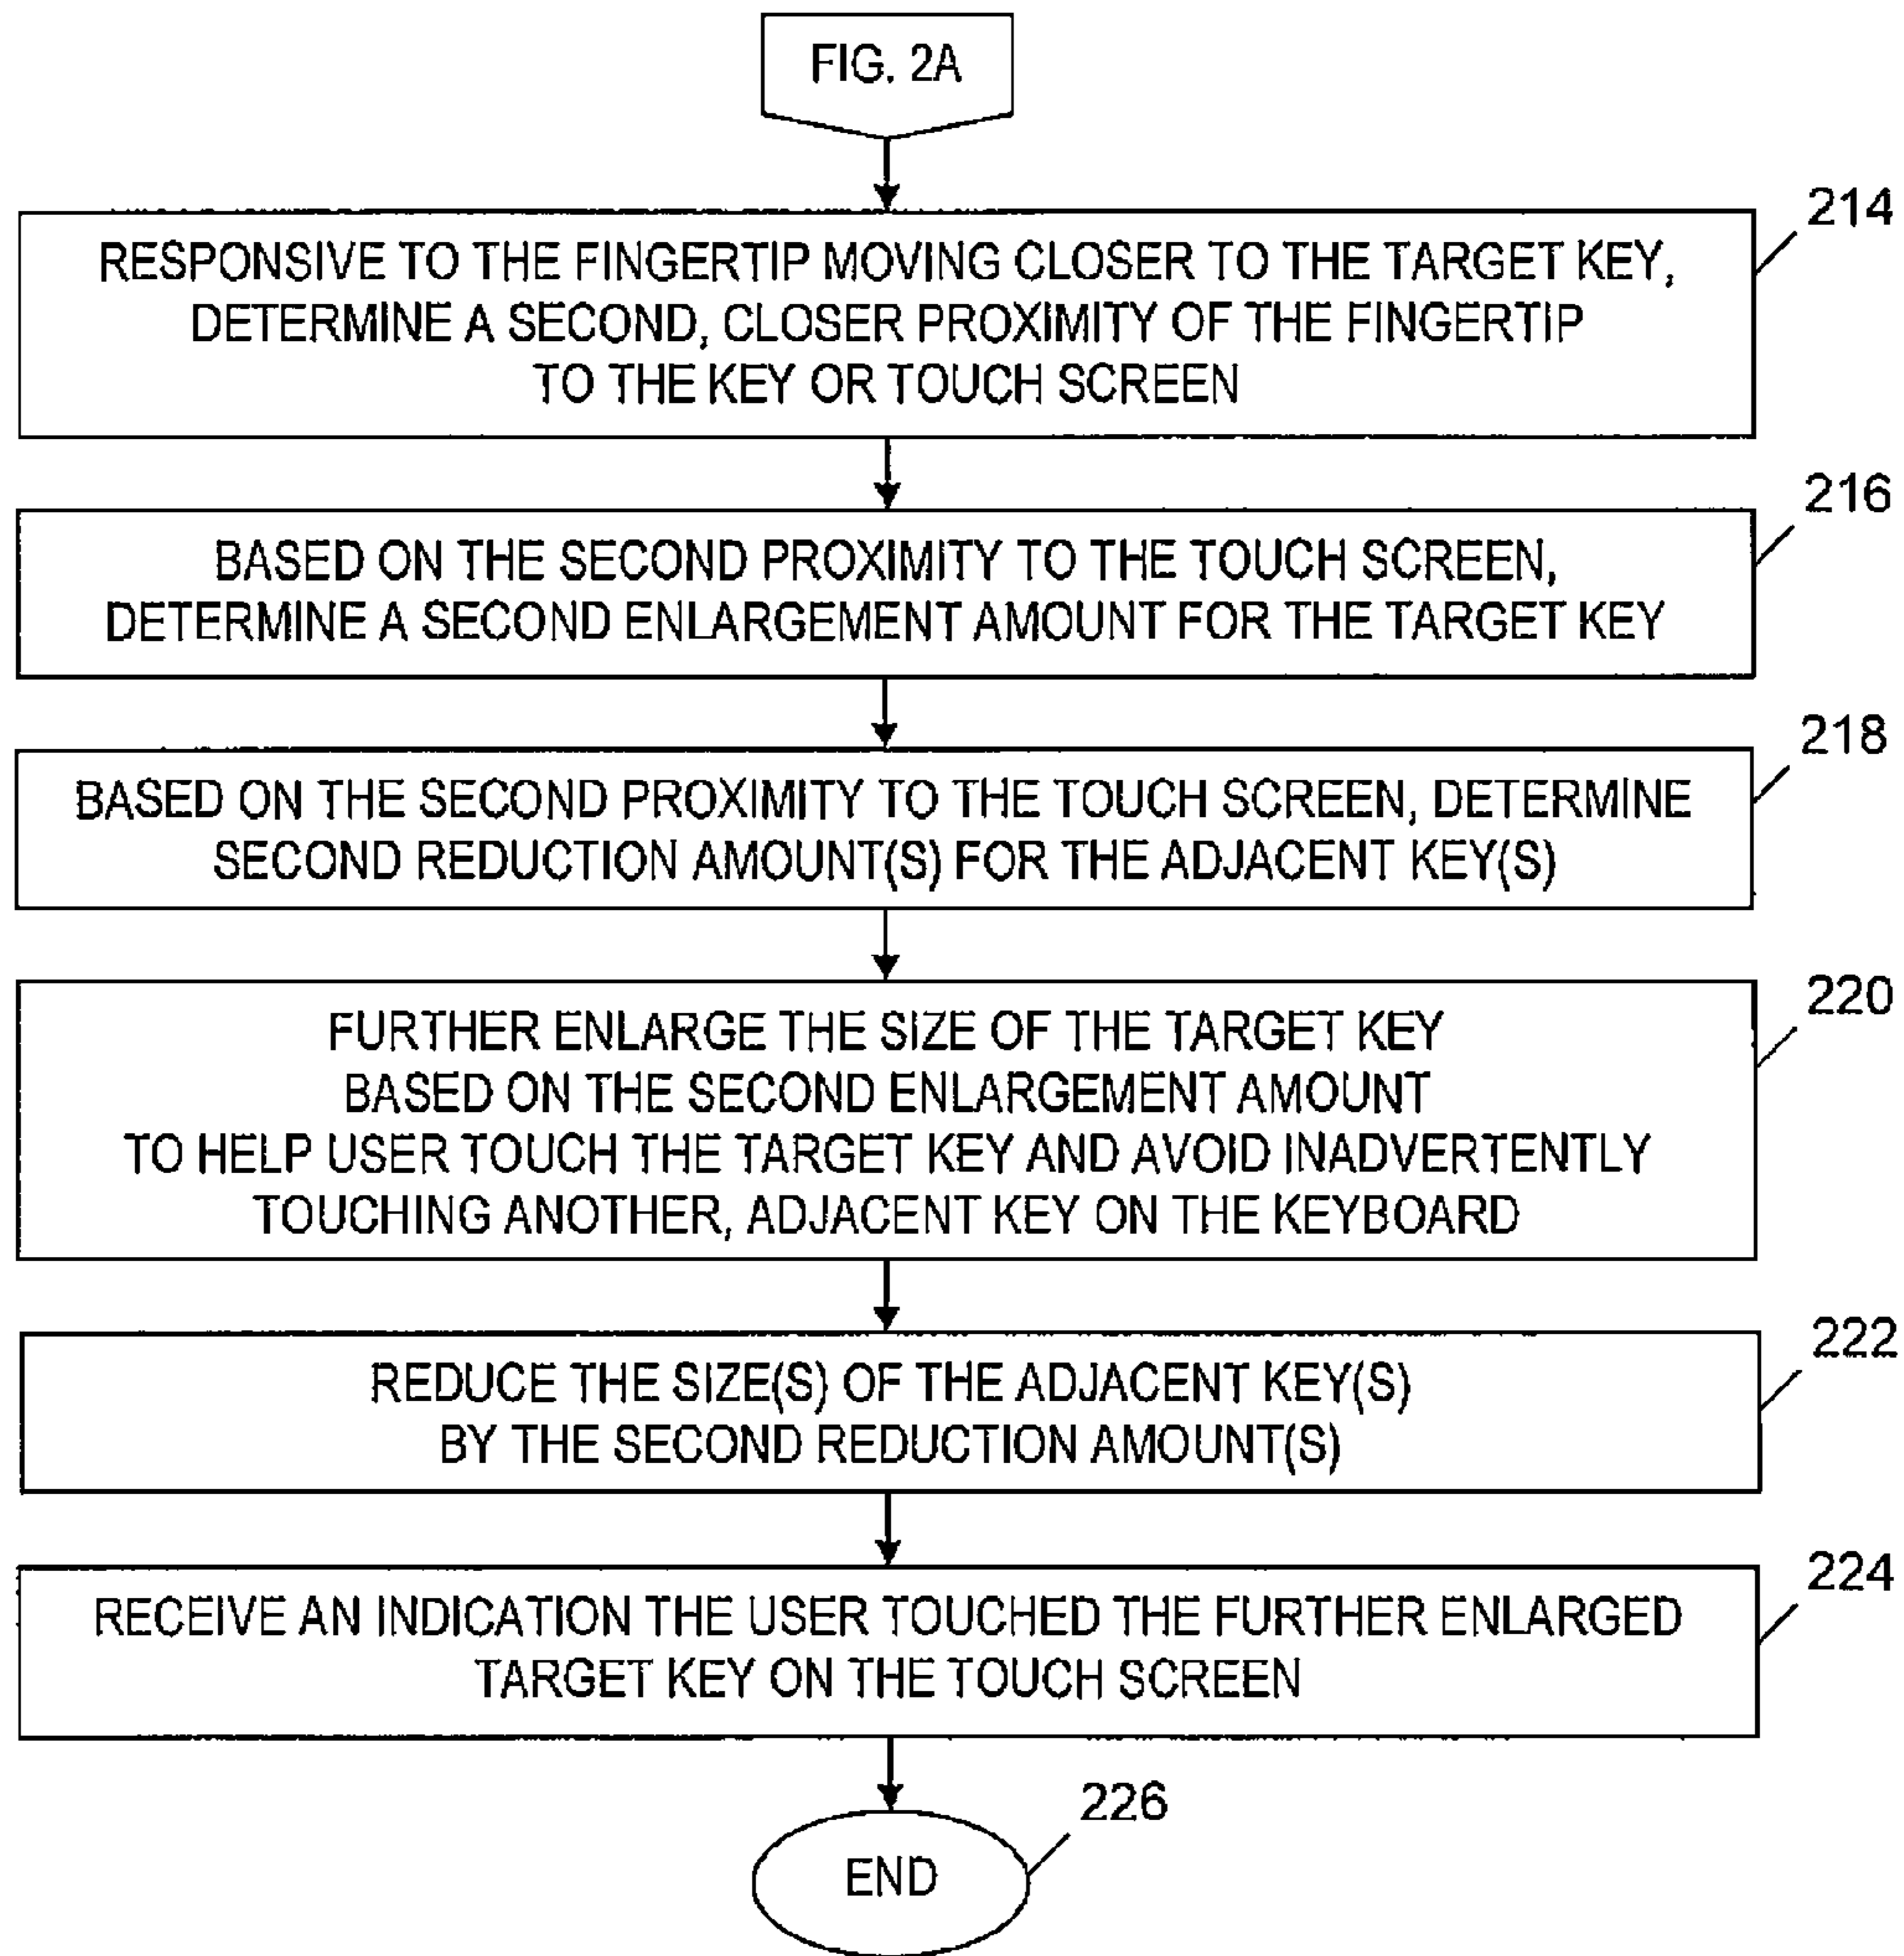 FIG. 2A
214
RESPONSIVE TO THE FINGERTIP MOVING CLOSER TO THE TARGET KEY,
DETERMINE A SECOND, CLOSER PROXIMITY OF THE FINGERTIP
TO THE KEY OR TOUCH SCREEN
216
BASED ON THE SECOND PROXIMITY TO THE TOUCH SCREEN,
DETERMINE A SECOND ENLARGEMENT AMOUNT FOR THE TARGET KEY
218
BASED ON THE SECOND PROXIMITY TO THE TOUCH SCREEN, DETERMINE
SECOND REDUCTION AMOUNT(S) FOR THE ADJACENT KEY(S)
220
FURTHER ENLARGE THE SIZE OF THE TARGET KEY
BASED ON THE SECOND ENLARGEMENT AMOUNT
TO HELP USER TOUCH THE TARGET KEY AND AVOID INADVERTENTLY
TOUCHING ANOTHER, ADJACENT KEY ON THE KEYBOARD
222
REDUCE THE SIZE(S) OF THE ADJACENT KEY(S)
BY THE SECOND REDUCTION AMOUNT(S)
224
RECEIVE AN INDICATION THE USER TOUCHED THE FURTHER ENLARGED
TARGET KEY ON THE TOUCH SCREEN
226
END